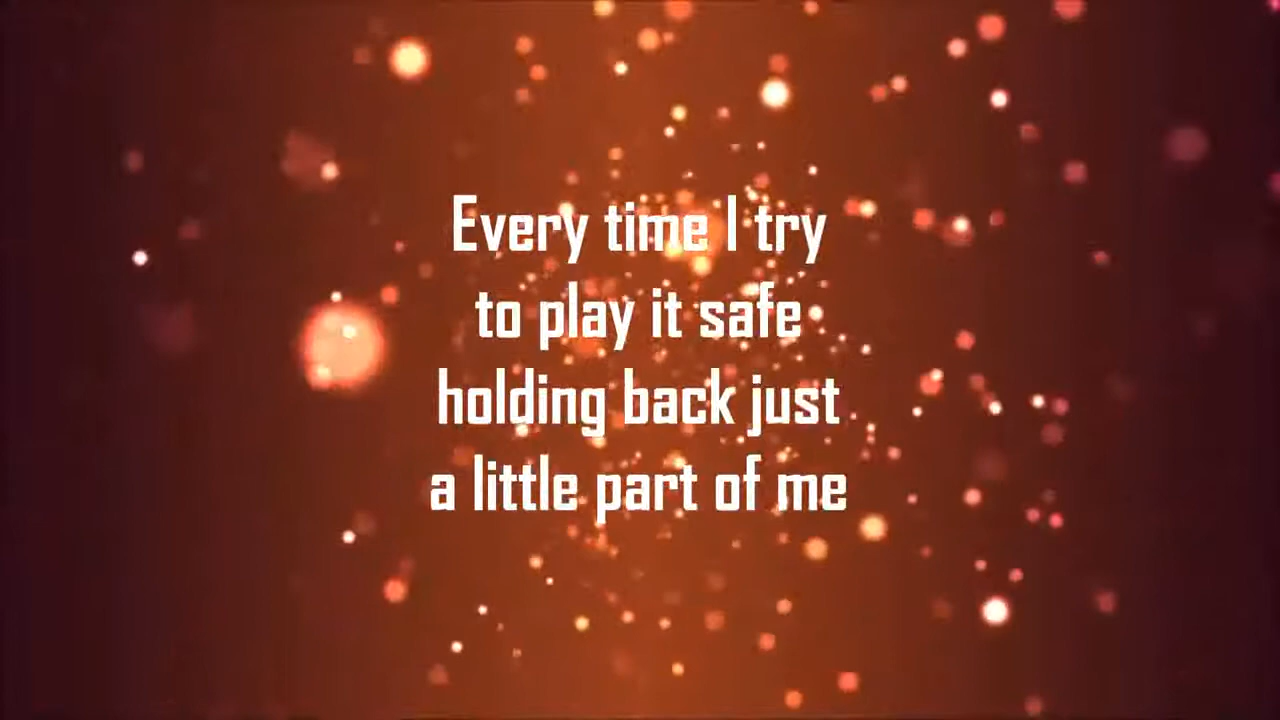 Every time I try
to play it safe
holding back just
a little part of me